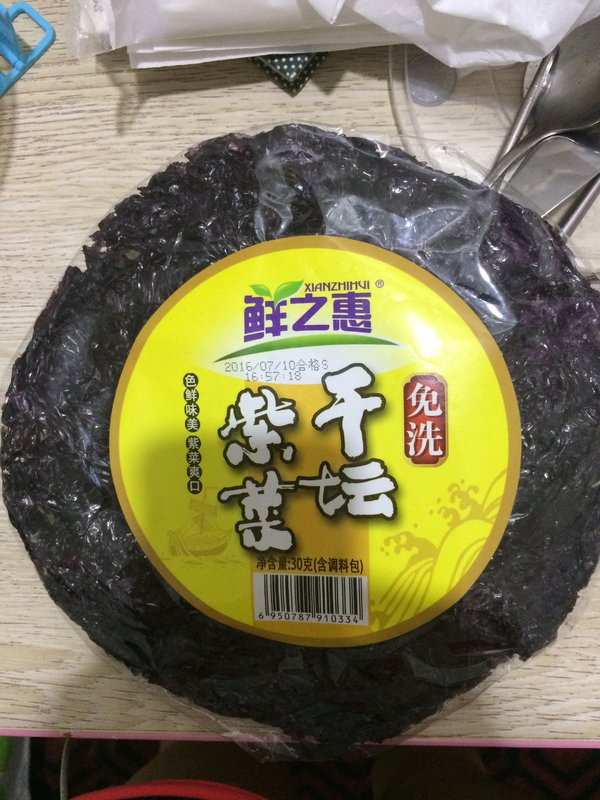 XIANZHIHUI ®
鲜之惠
2016/07/10合格S
16:57:18
免洗
干坛
紫菜
色鲜味美 紫菜爽口
净含量:30克(含调料包)
6 950787 910334